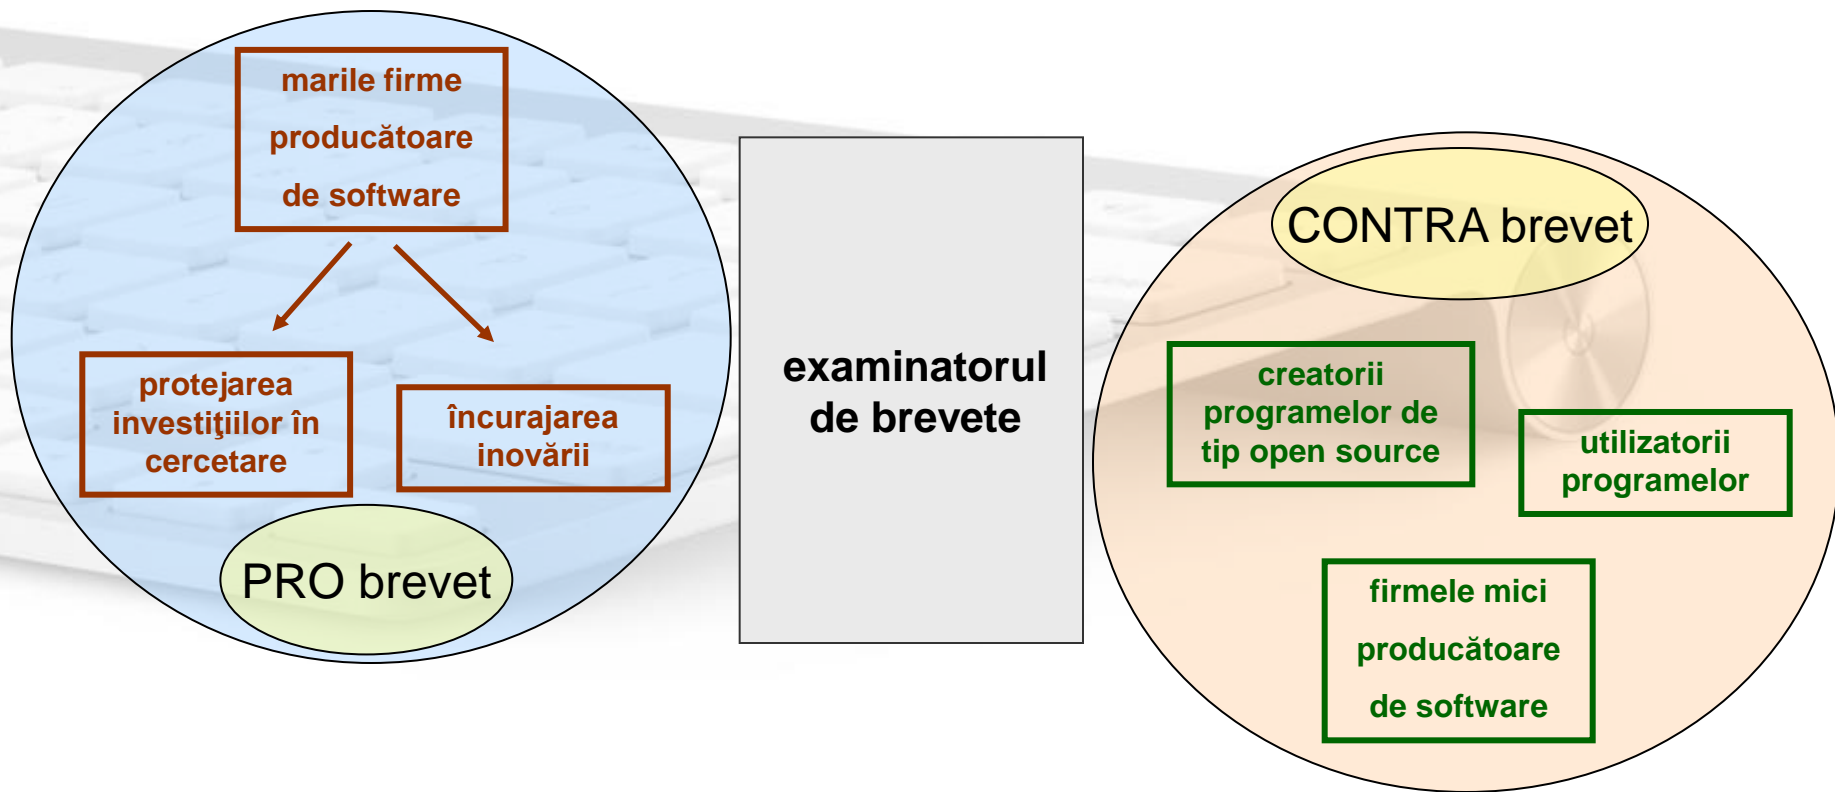 marile firme
producătoare
de software
protejarea
investiţiilor în
cercetare
încurajarea
inovării
PRO brevet
examinatorul
de brevete
CONTRA brevet
creatorii
programelor de
tip open source
utilizatorii
programelor
firmele mici
producătoare
de software